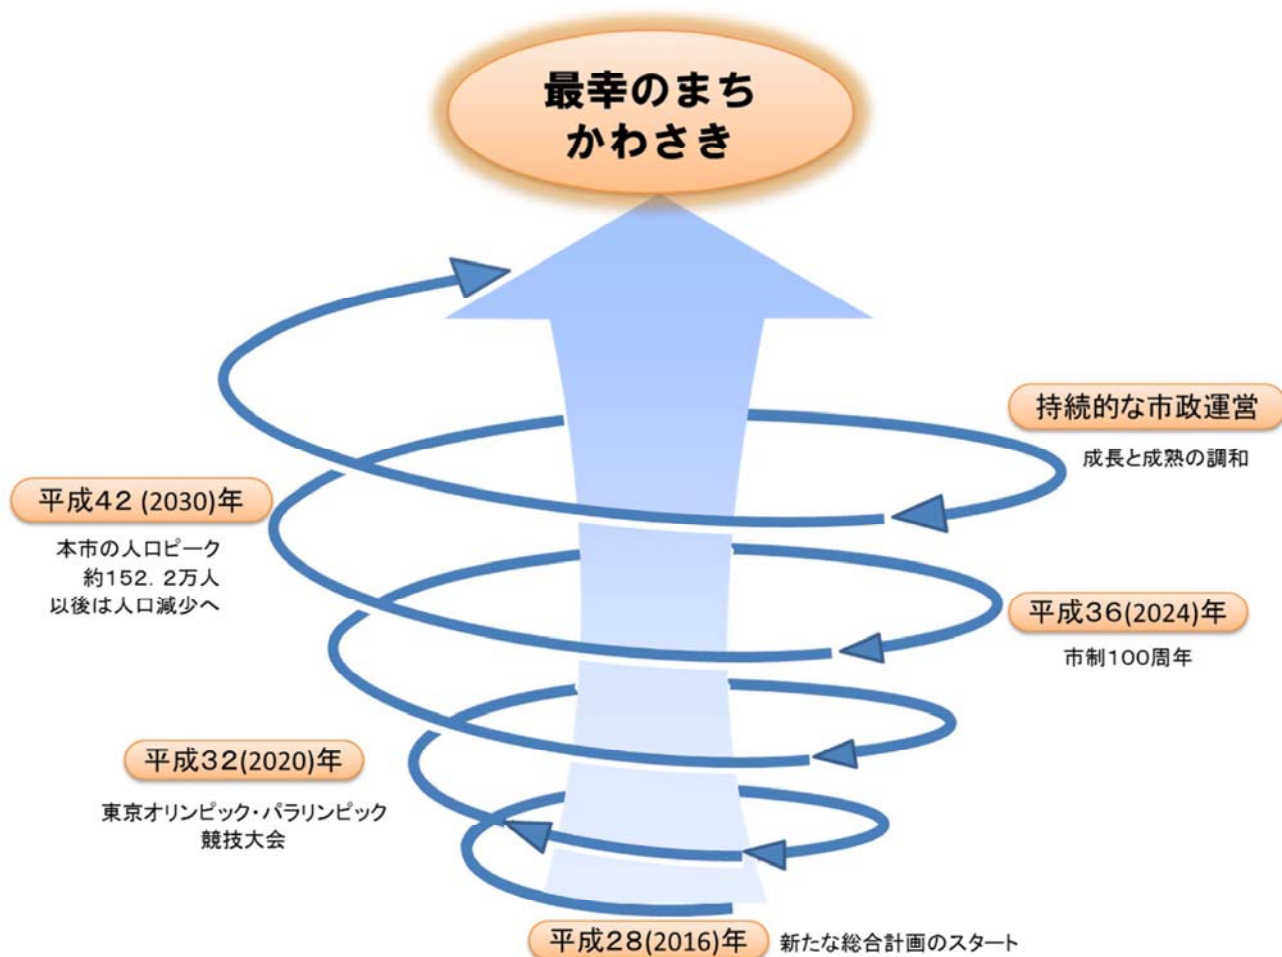 最幸のまち
かわさき
持続的な市政運営
成長と成熟の調和
平成42(2030)年
本市の人口ピーク
約152.2万人
以後は人口減少へ
平成36(2024)年
市制100周年
平成32(2020)年
東京オリンピック・パラリンピック
競技大会
平成28(2016)年 新たな総合計画のスタート